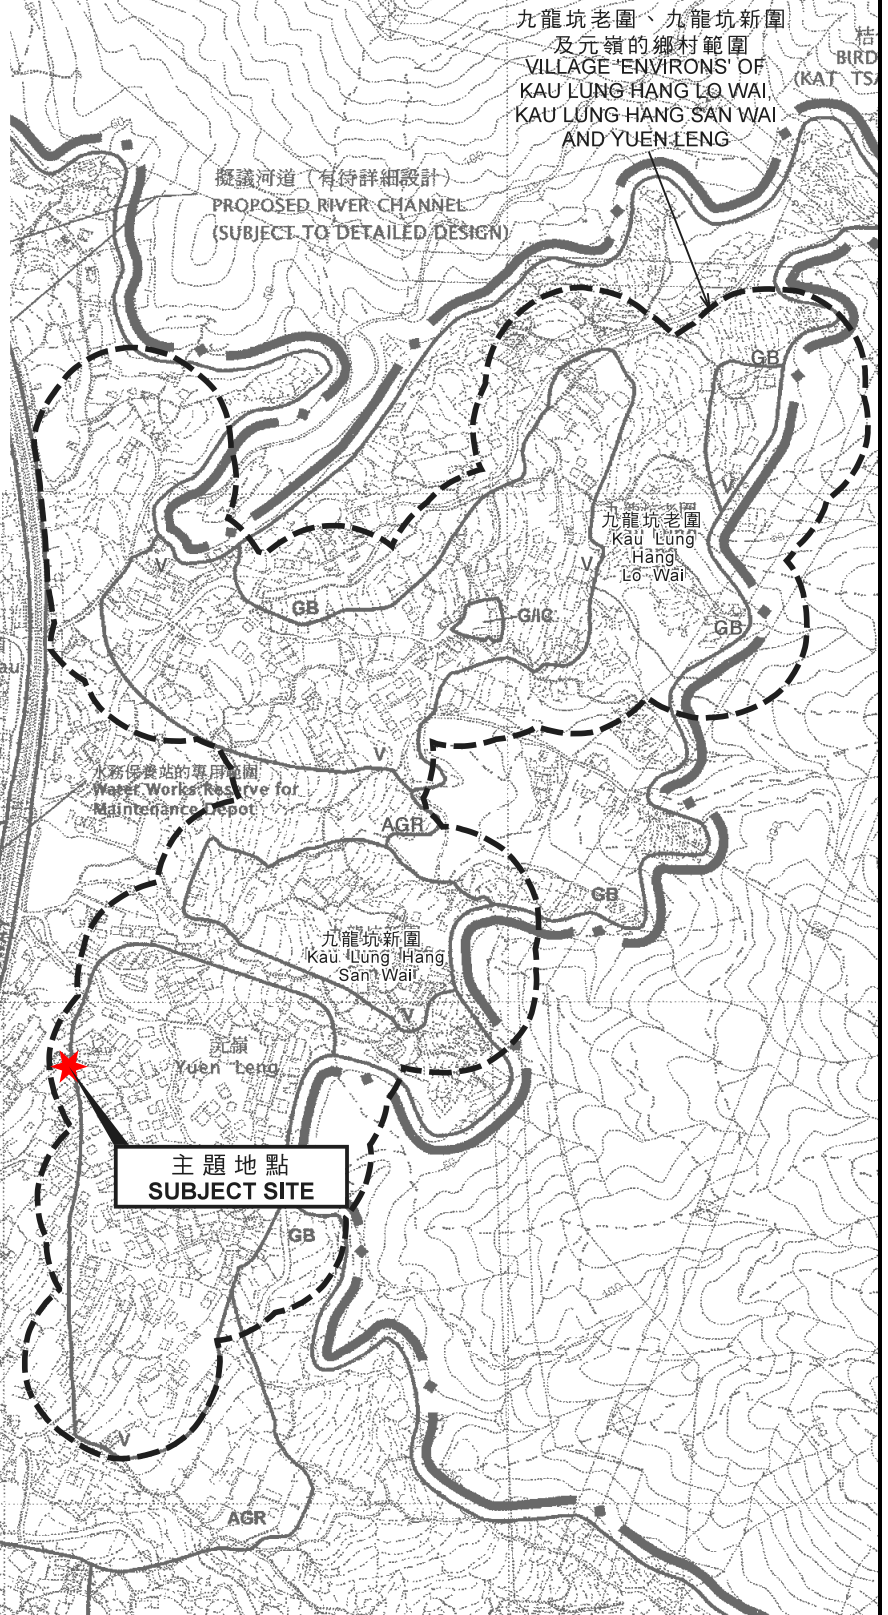 九龍坑老圍、九龍坑新圍
及元嶺的鄉村範圍
VILLAGE 'ENVIRONS' OF
KAU LUNG HANG LO WAI,
KAU LUNG HANG SAN WAI
AND YUEN LENG
BIRD
(KAT TSA
擬議河道（有待詳細設計）
PROPOSED RIVER CHANNEL
(SUBJECT TO DETAILED DESIGN)
GB
V
九龍坑老圍
Kau Lung
Hang
Lo Wai
V
V
GB
G/IC
GB
au
V
水務保養站的專用範圍
Water Works Reserve for
Maintenance Depot
AGR
GB
九龍坑新圍
Kau Lung Hang
San Wai
V
元嶺
Yuen Leng
主題地點
SUBJECT SITE
GB
400
V
AGR